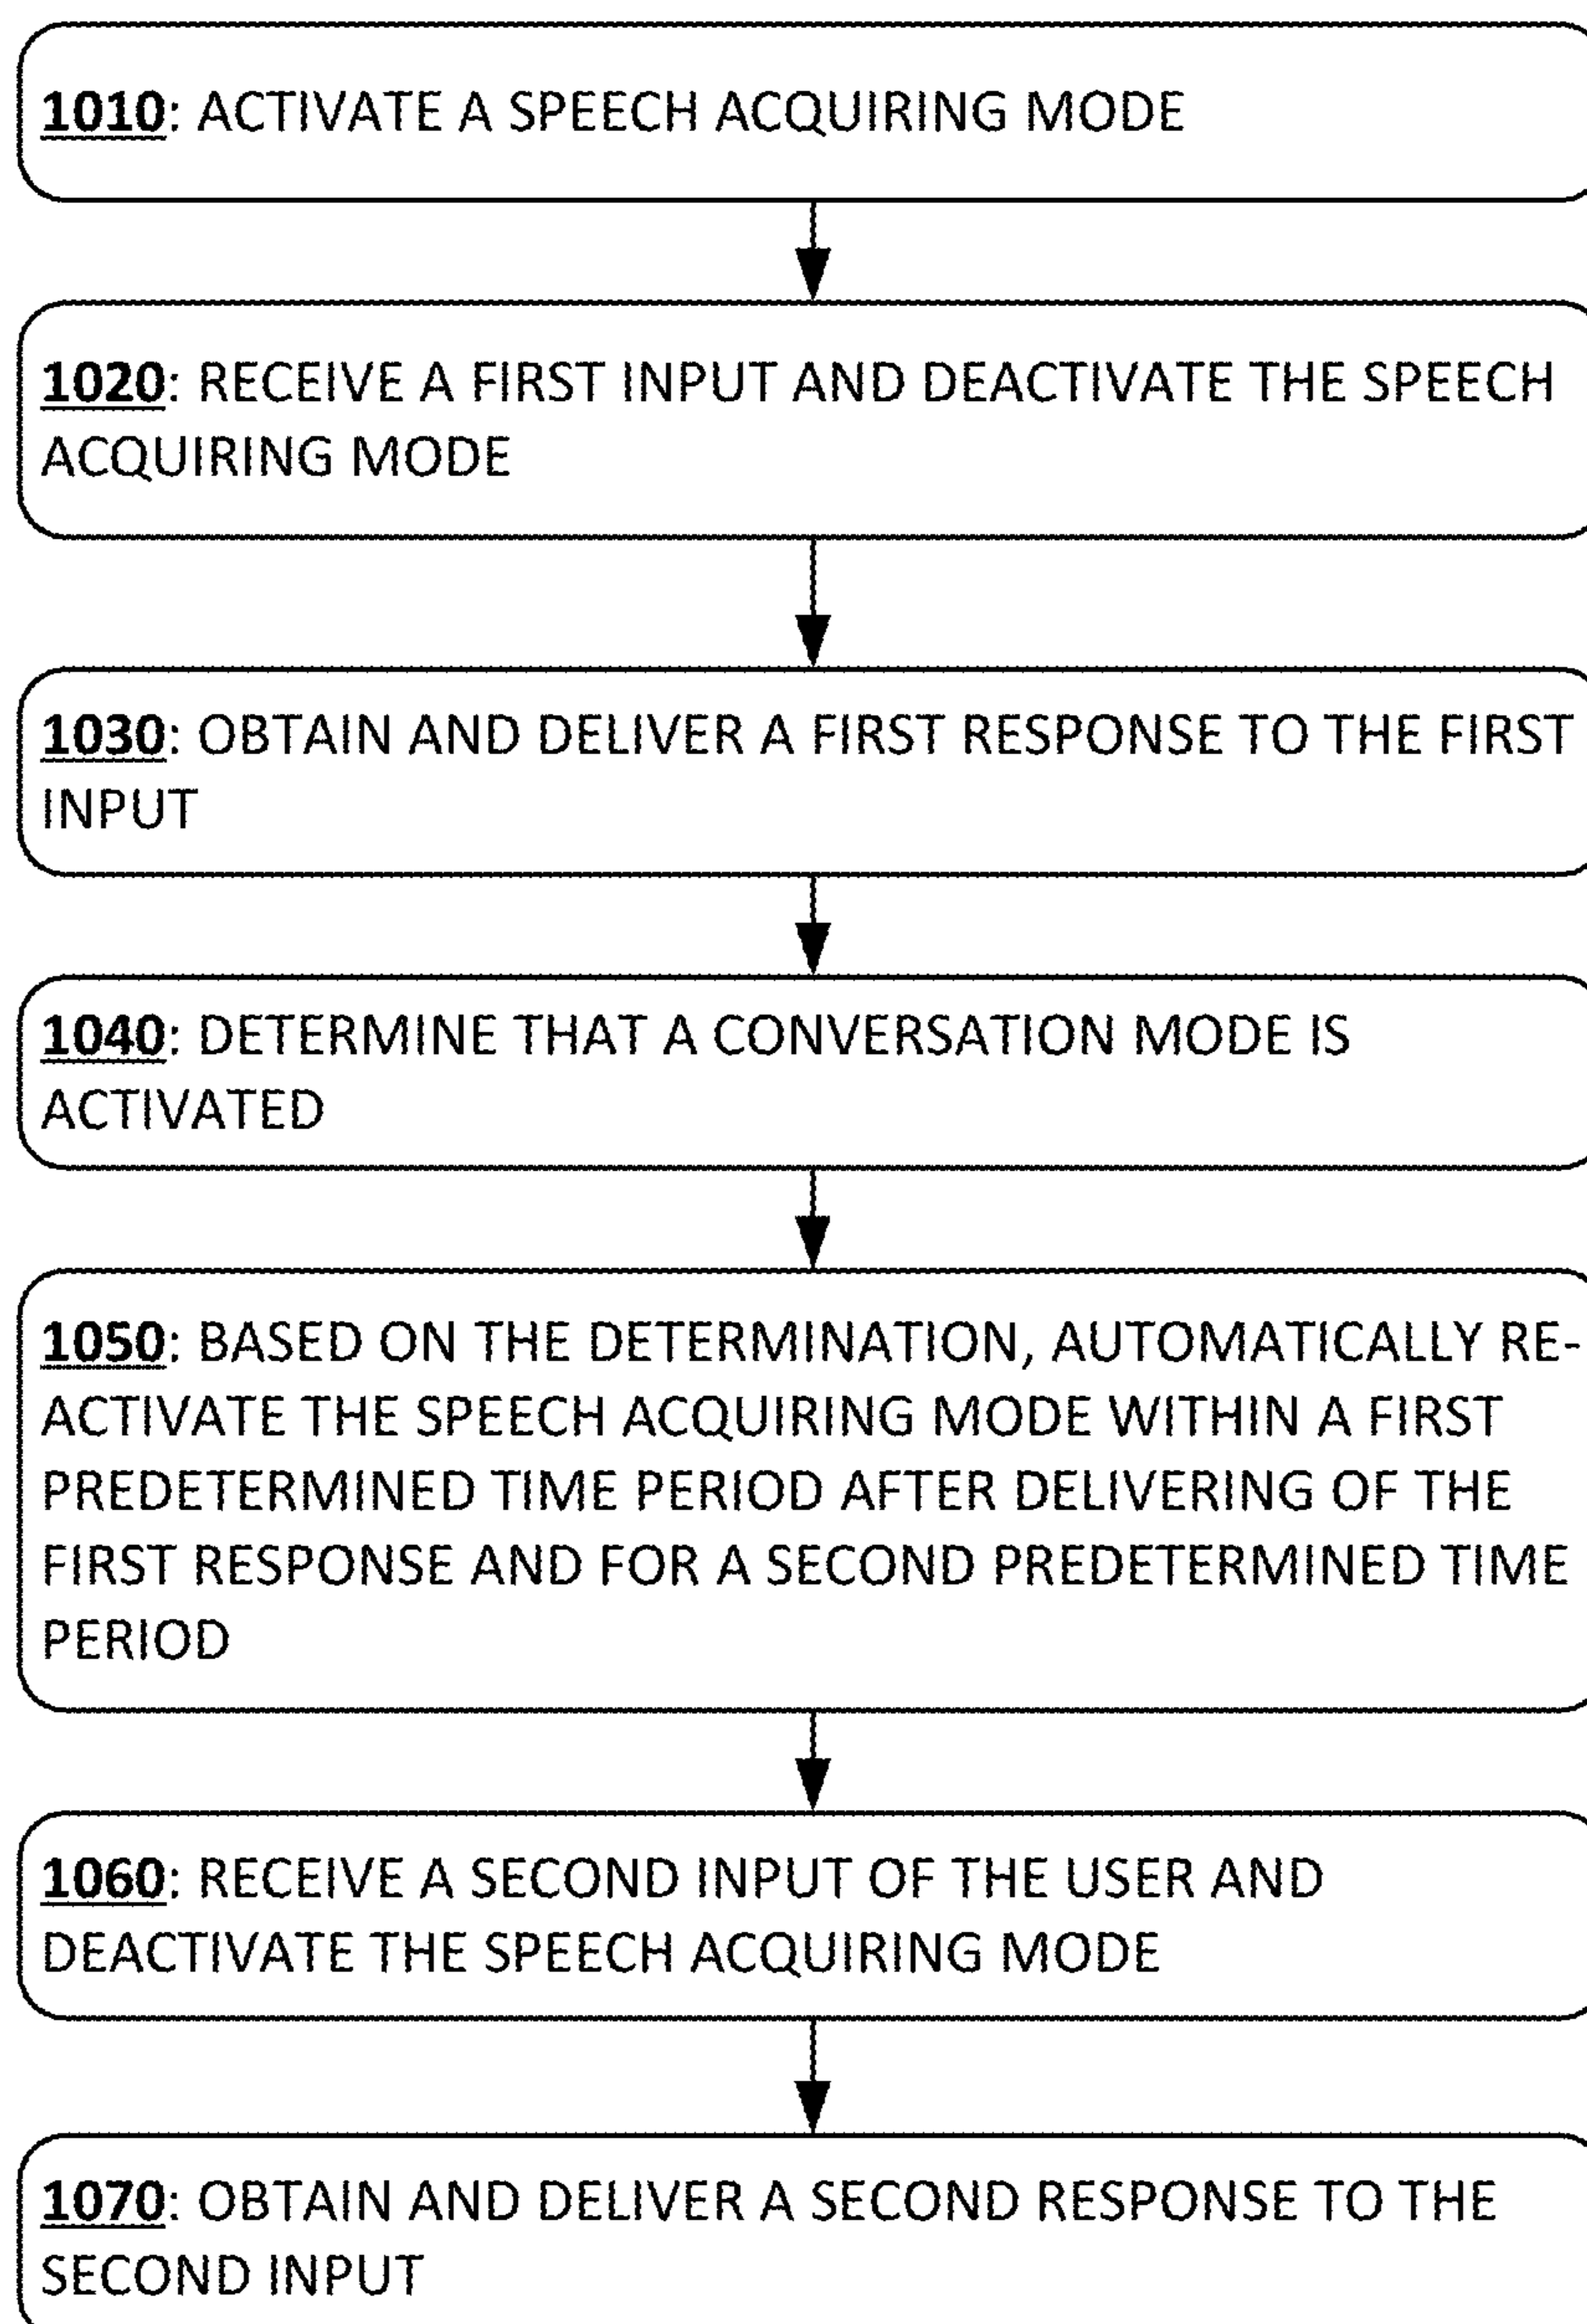 1010: ACTIVATE A SPEECH ACQUIRING MODE
1020: RECEIVE A FIRST INPUT AND DEACTIVATE THE SPEECH
ACQUIRING MODE
1030: OBTAIN AND DELIVER A FIRST RESPONSE TO THE FIRST
INPUT
1040: DETERMINE THAT A CONVERSATION MODE IS
ACTIVATED
1050: BASED ON THE DETERMINATION, AUTOMATICALLY RE-
ACTIVATE THE SPEECH ACQUIRING MODE WITHIN A FIRST
PREDETERMINED TIME PERIOD AFTER DELIVERING OF THE
FIRST RESPONSE AND FOR A SECOND PREDETERMINED TIME
PERIOD
1060: RECEIVE A SECOND INPUT OF THE USER AND
DEACTIVATE THE SPEECH ACQUIRING MODE
1070: OBTAIN AND DELIVER A SECOND RESPONSE TO THE
SECOND INPUT